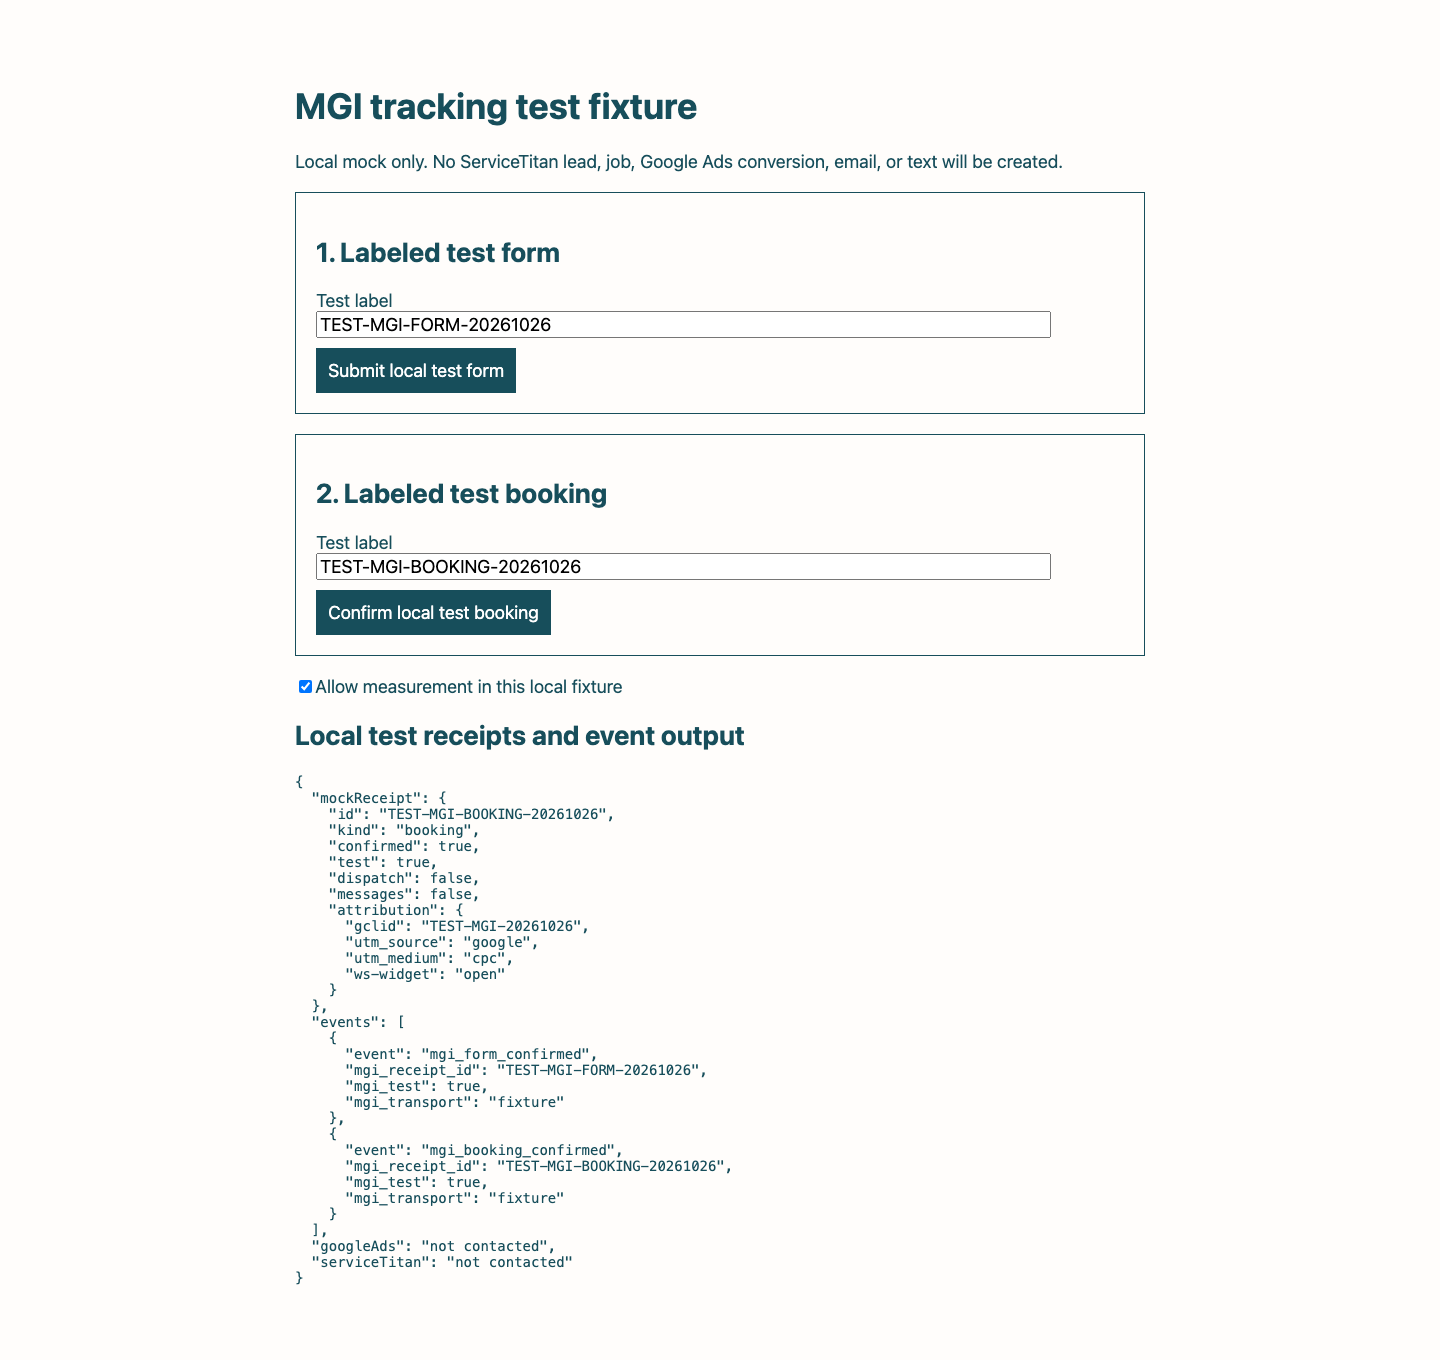 MGI tracking test fixture
Local mock only. No ServiceTitan lead, job, Google Ads conversion, email, or text will be created.
1. Labeled test form
Test label
TEST-MGI-FORM-20261026
Submit local test form
2. Labeled test booking
Test label
TEST-MGI-BOOKING-20261026
Confirm local test booking
Allow measurement in this local fixture
Local test receipts and event output
{
  "mockReceipt": {
    "id": "TEST-MGI-BOOKING-20261026",
    "kind": "booking",
    "confirmed": true,
    "test": true,
    "dispatch": false,
    "messages": false,
    "attribution": {
      "gclid": "TEST-MGI-20261026",
      "utm_source": "google",
      "utm_medium": "cpc",
      "ws-widget": "open"
    }
  },
  "events": [
    {
      "event": "mgi_form_confirmed",
      "mgi_receipt_id": "TEST-MGI-FORM-20261026",
      "mgi_test": true,
      "mgi_transport": "fixture"
    },
    {
      "event": "mgi_booking_confirmed",
      "mgi_receipt_id": "TEST-MGI-BOOKING-20261026",
      "mgi_test": true,
      "mgi_transport": "fixture"
    }
  ],
  "googleAds": "not contacted",
  "serviceTitan": "not contacted"
}